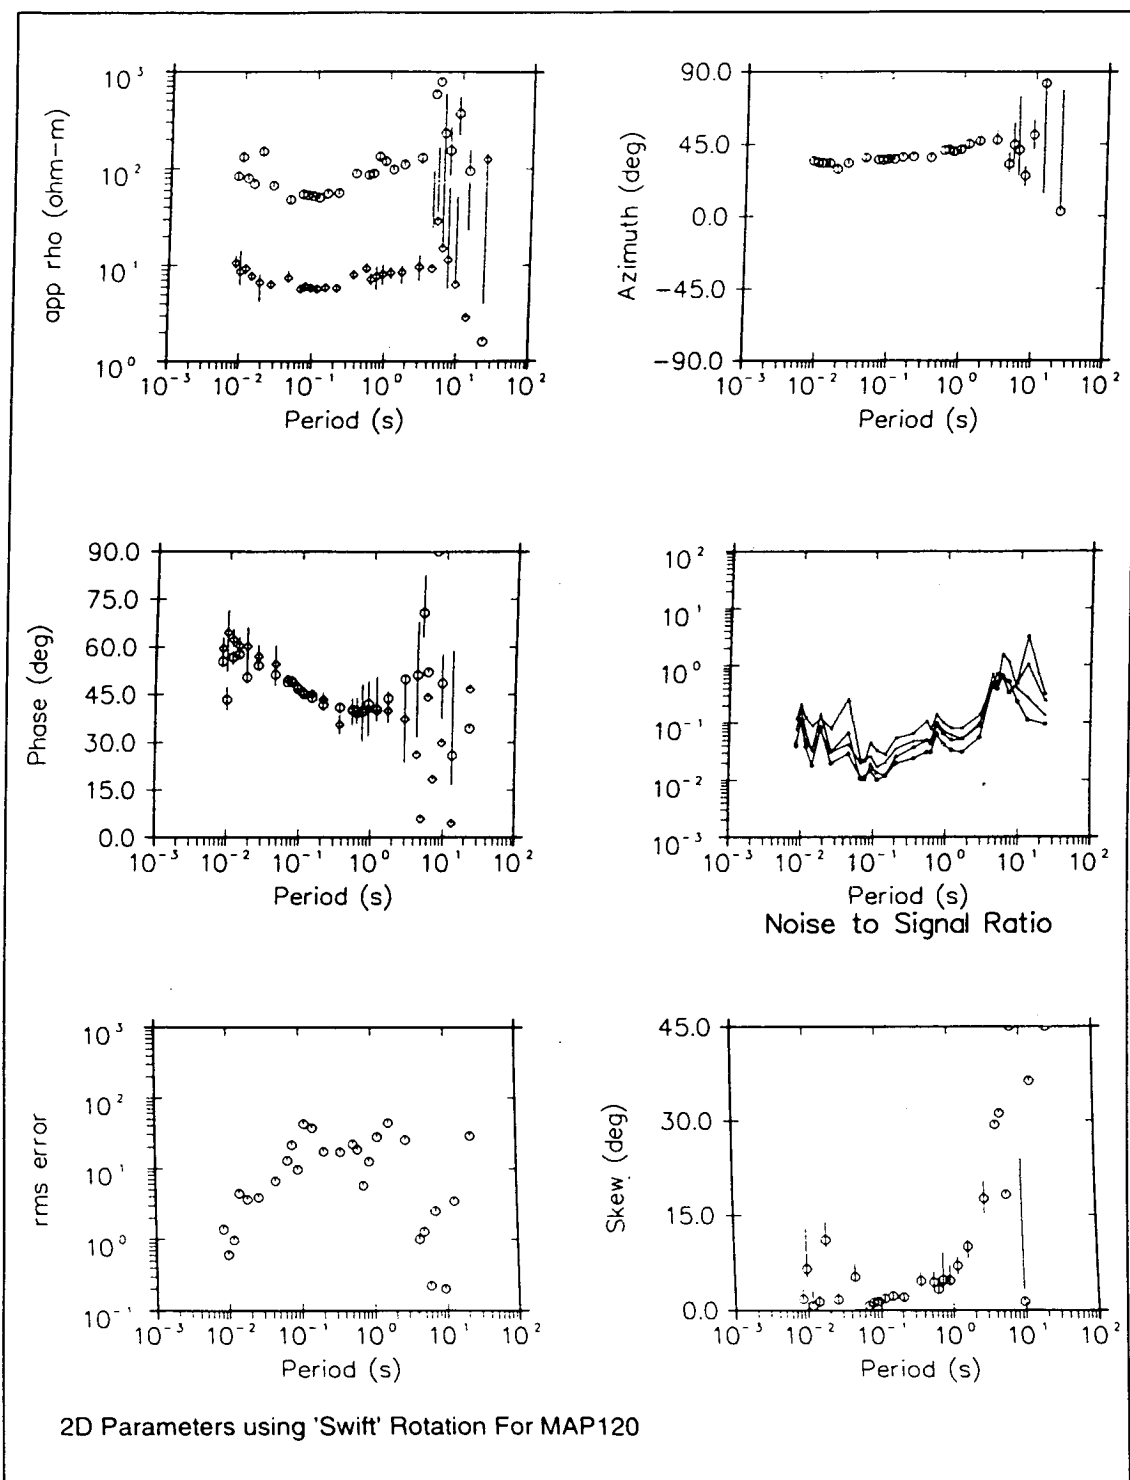 10³
10²
10¹
10⁰
app rho (ohm-m)
10⁻³ 10⁻² 10⁻¹ 10⁰ 10¹ 10²
Period (s)
90.0
45.0
0.0
-45.0
-90.0
Azimuth (deg)
10⁻³ 10⁻² 10⁻¹ 10⁰ 10¹ 10²
Period (s)
90.0
75.0
60.0
45.0
30.0
15.0
0.0
Phase (deg)
10⁻³ 10⁻² 10⁻¹ 10⁰ 10¹ 10²
Period (s)
10²
10¹
10⁰
10⁻¹
10⁻²
10⁻³
10⁻³ 10⁻² 10⁻¹ 10⁰ 10¹ 10²
Period (s)
Noise to Signal Ratio
10³
10²
10¹
10⁰
10⁻¹
rms error
10⁻³ 10⁻² 10⁻¹ 10⁰ 10¹ 10²
Period (s)
45.0
30.0
15.0
0.0
Skew (deg)
10⁻³ 10⁻² 10⁻¹ 10⁰ 10¹ 10²
Period (s)
2D Parameters using 'Swift' Rotation For MAP120